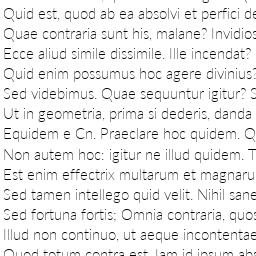 Quid est, quod ab ea absolvi et perfici de
Quae contraria sunt his, malane? Invidios
Ecce aliud simile dissimile. Ille incendat?
Quid enim possumus hoc agere divinius?
Sed videbimus. Quae sequuntur igitur? S
Ut in geometria, prima si dederis, danda
Equidem e Cn. Praeclare hoc quidem. Q
Non autem hoc: igitur ne illud quidem. T
Est enim effectrix multarum et magnaru
Sed tamen intellego quid velit. Nihil sane
Sed fortuna fortis; Omnia contraria, quos
Illud non continuo, ut aeque incontentae
Quod totum contra est. Iam id ipsum abs